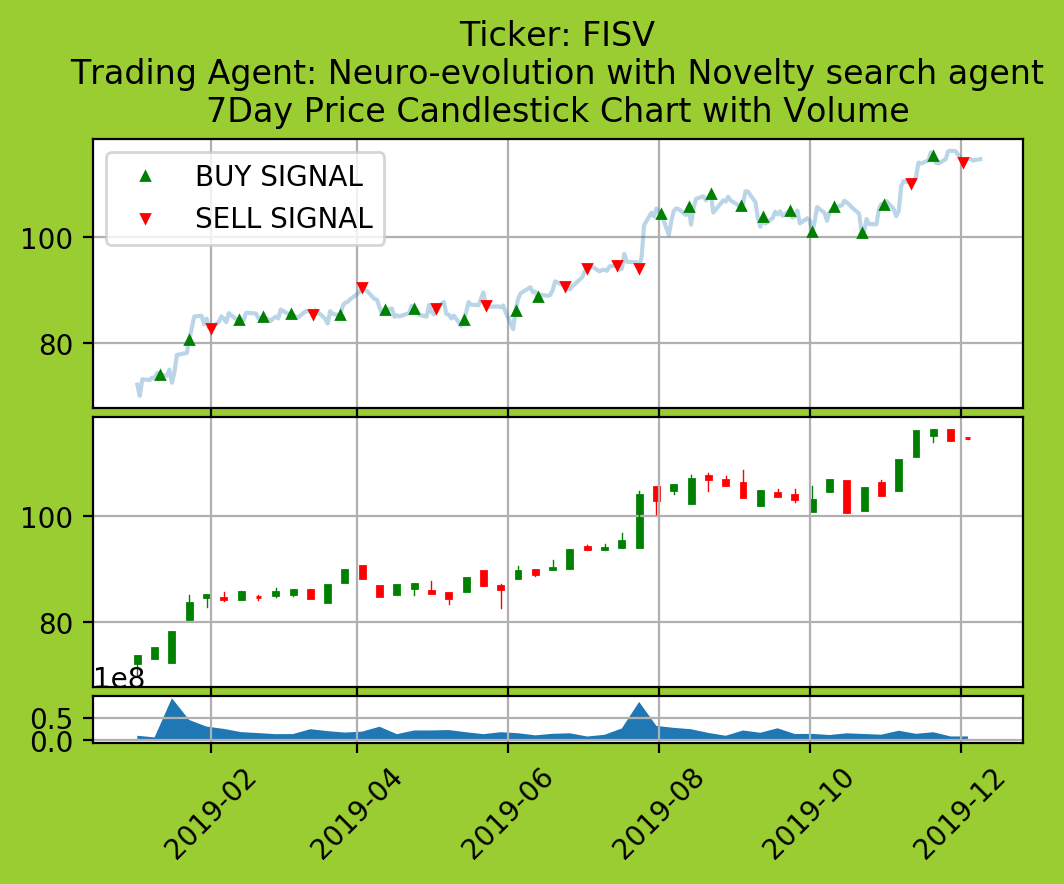 Ticker: FISV
Trading Agent: Neuro-evolution with Novelty search agent
7Day Price Candlestick Chart with Volume
BUY SIGNAL
SELL SIGNAL
100
80
100
80
1e8
0.5
0.0
2019-02
2019-04
2019-06
2019-08
2019-10
2019-12